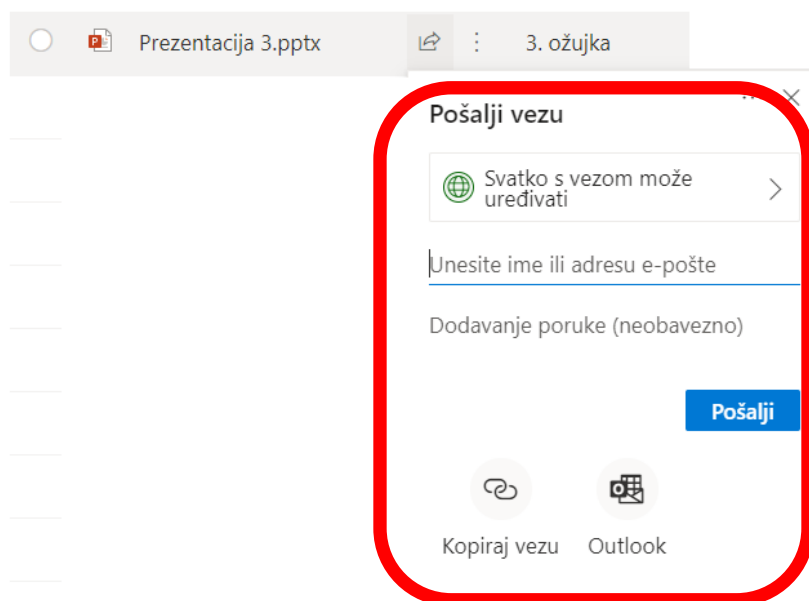 Prezentacija 3.pptx 3. ožujka
Pošalji vezu
Svatko s vezom može
uređivati
Unesite ime ili adresu e-pošte
Dodavanje poruke (neobavezno)
Pošalji
Kopiraj vezu Outlook